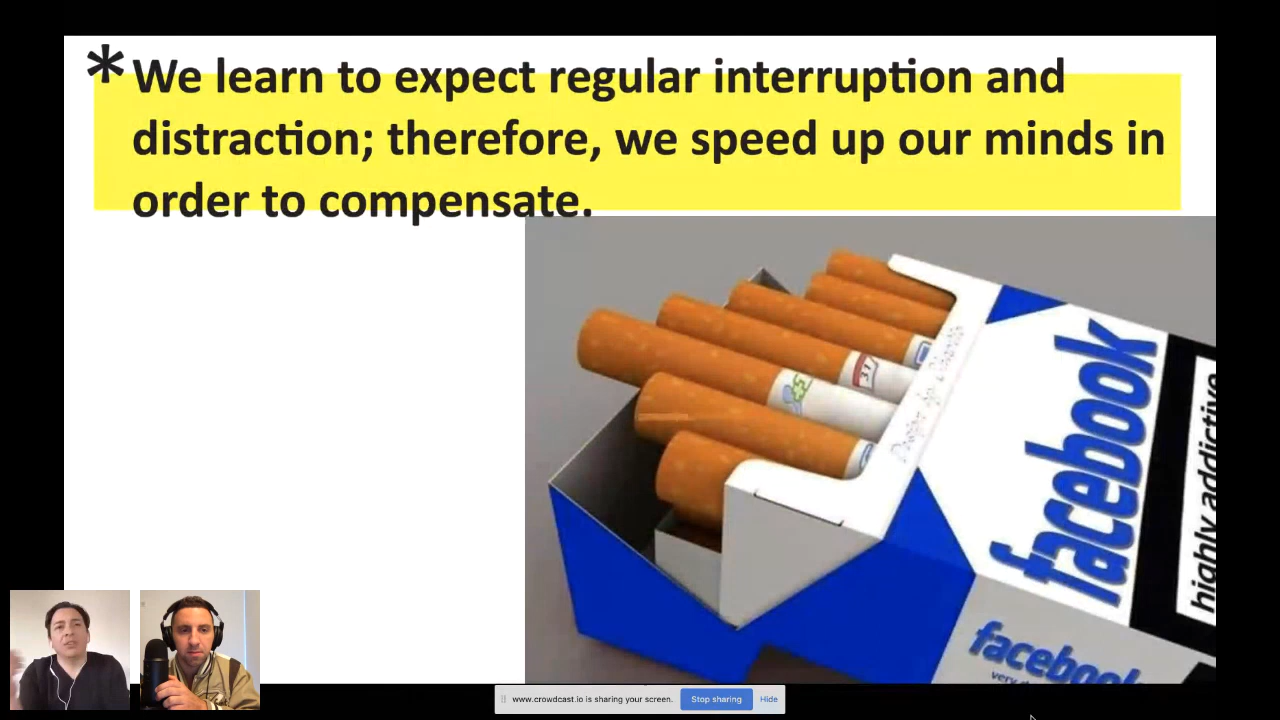 * We learn to expect regular interruption and
distraction; therefore, we speed up our minds in
order to compensate.
31
facebook
highly addictive
facebook
www.crowdcast.io is sharing your screen.
Stop sharing
Hide